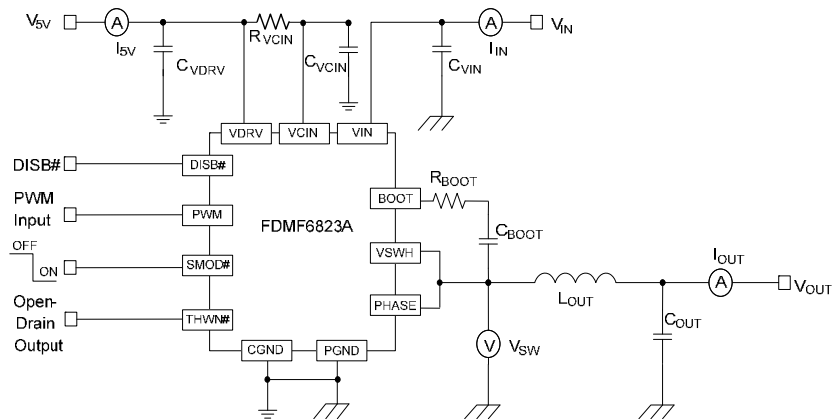 V5V
A
I5V
CVDRV
RVCIN
CVCIN
CVIN
A
IIN
VIN
VDRV
VCIN
VIN
DISB#
DISB#
PWM
Input
PWM
OFF
ON
SMOD#
Open-
Drain
Output
THWN#
FDMF6823A
BOOT
RBOOT
CBOOT
VSWH
PHASE
CGND
PGND
V
VSW
LOUT
COUT
IOUT
A
VOUT